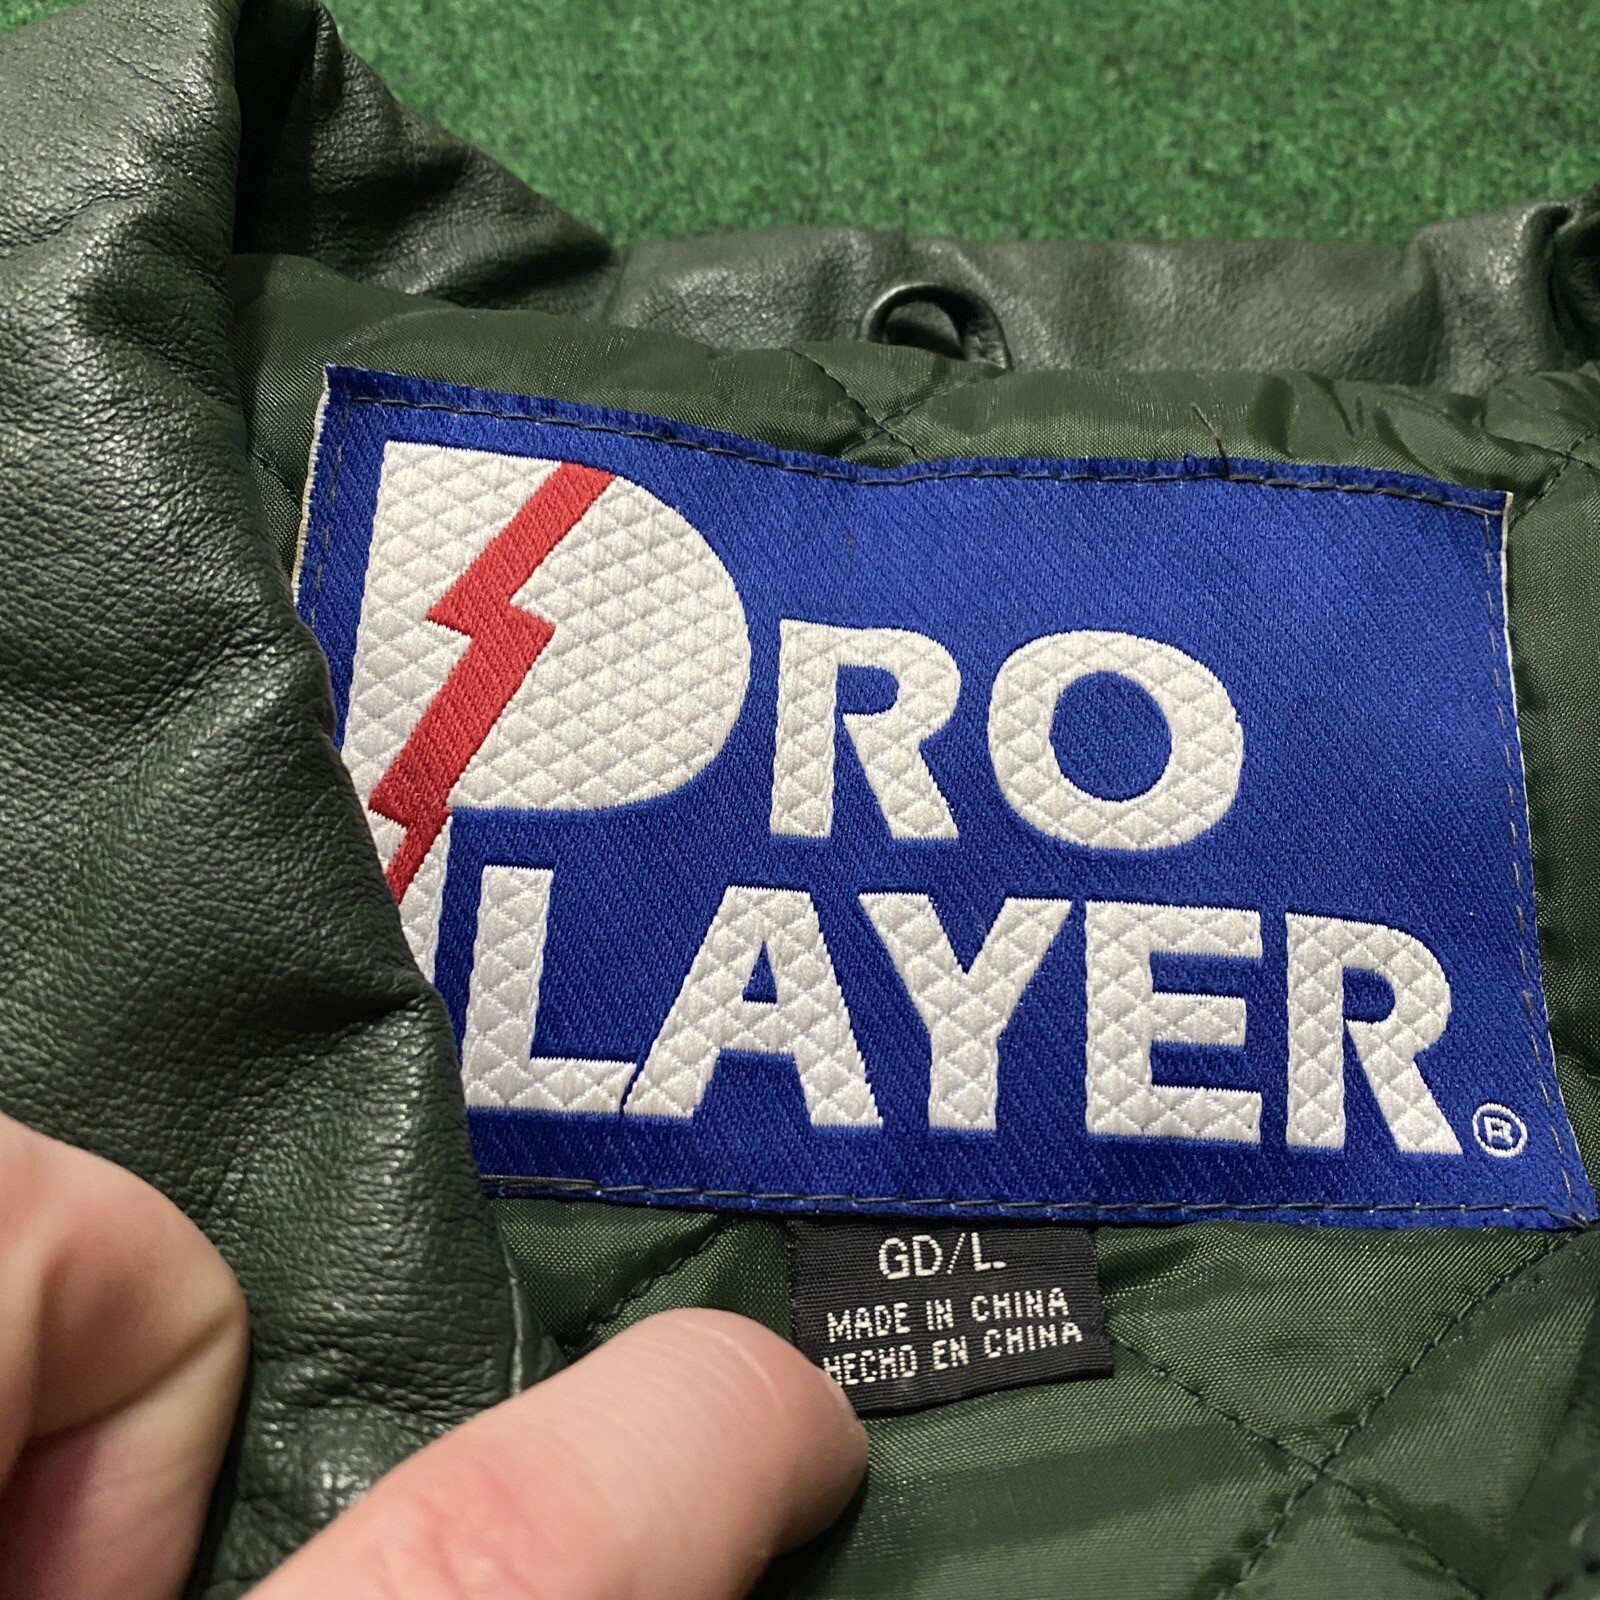 PRO
PLAYER®
GD/L
MADE IN CHINA
HECHO EN CHINA